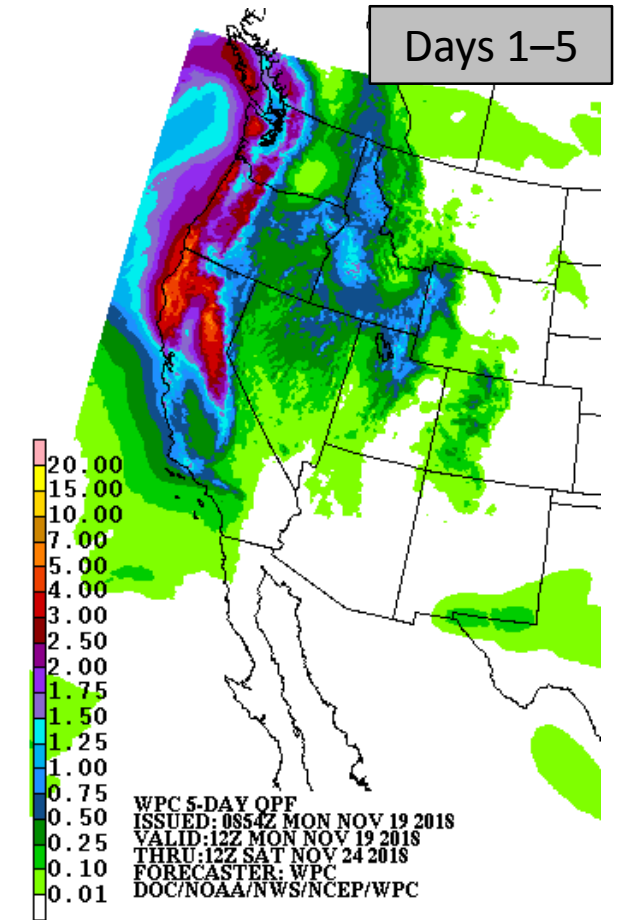 Days 1–5
20.00
15.00
10.00
7.00
5.00
4.00
3.00
2.50
2.00
1.75
1.50
1.25
1.00
0.75
0.50
0.25
0.10
0.01
WPC 5-DAY QPF
ISSUED: 0854Z MON NOV 19 2018
VALID:12Z MON NOV 19 2018
THRU:12Z SAT NOV 24 2018
FORECASTER: WPC
DOC/NOAA/NWS/NCEP/WPC